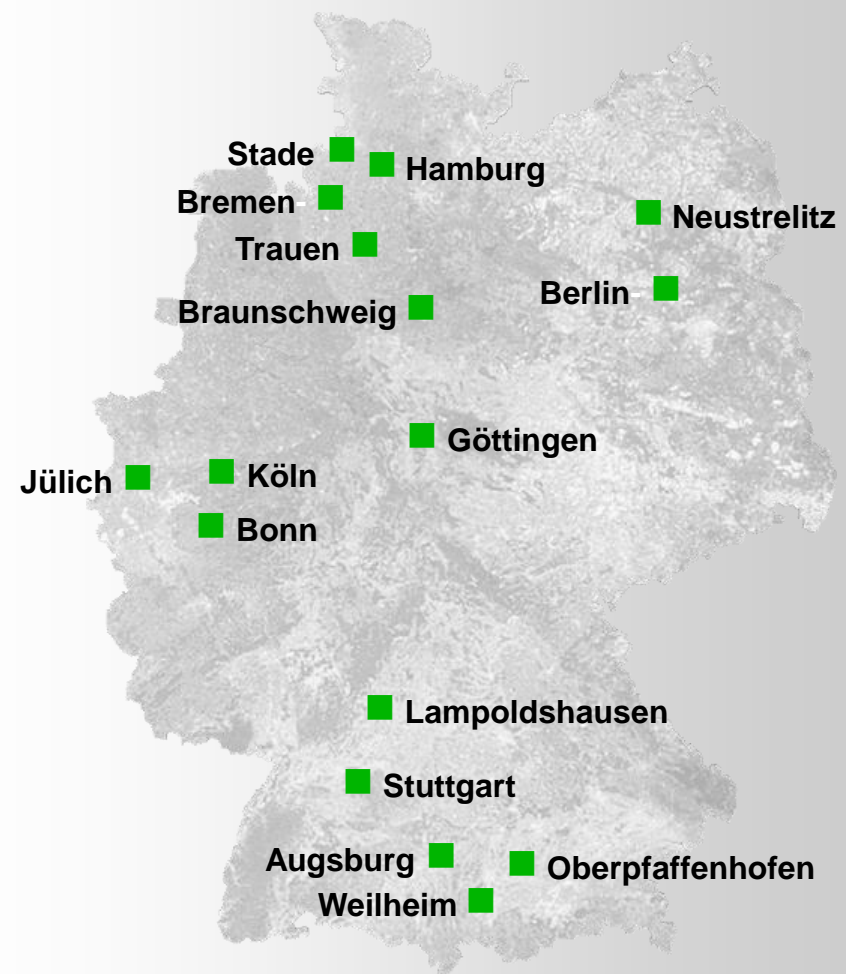 Stade
Hamburg
Bremen
Neustrelitz
Trauen
Berlin
Braunschweig
Göttingen
Köln
Jülich
Bonn
Lampoldshausen
Stuttgart
Augsburg
Oberpfaffenhofen
Weilheim